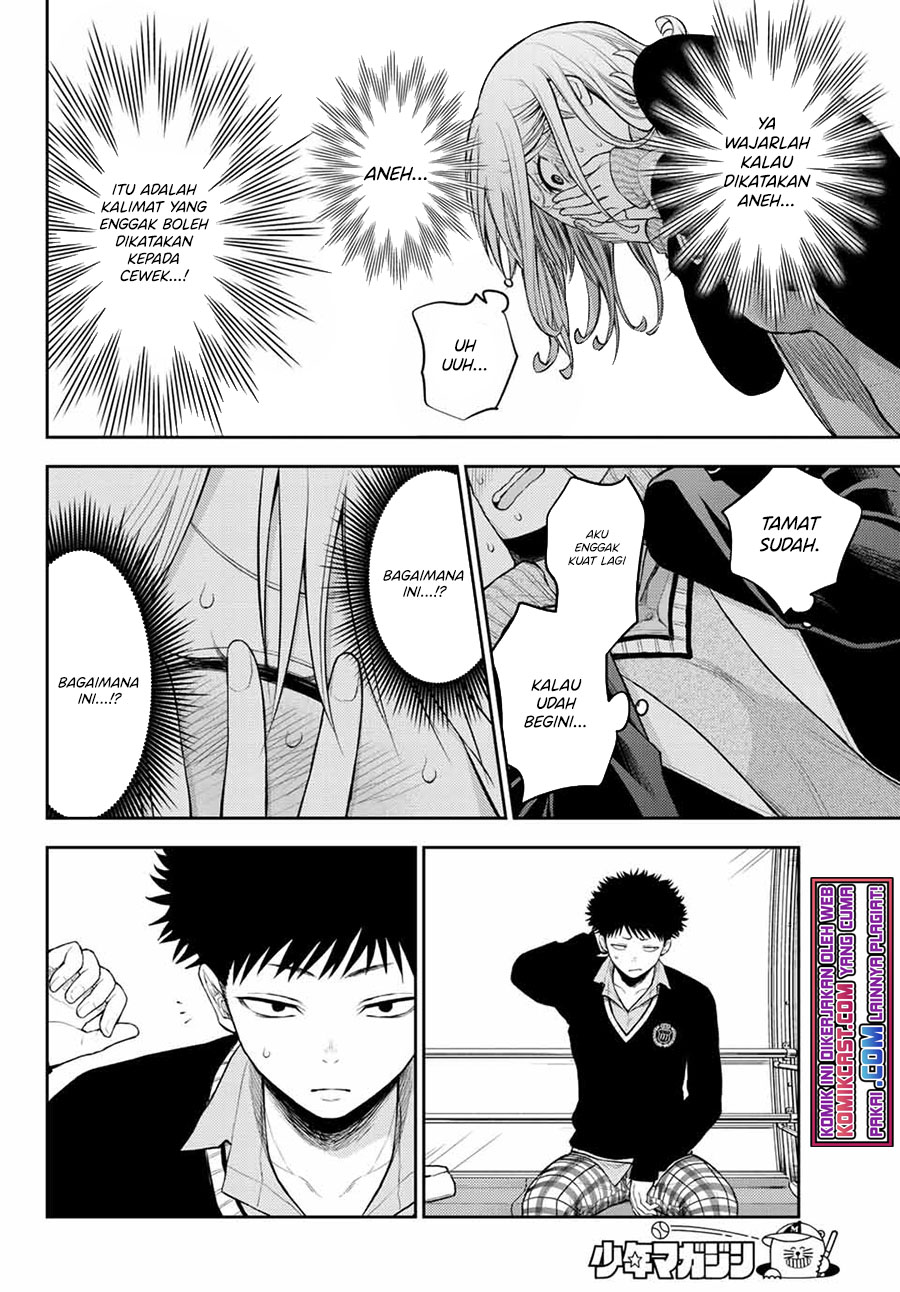 YA
WAJARLAH
KALAU
DIKATAKAN
ANEH...
ANEH...
ITU ADALAH
KALIMAT YANG
ENGGAK BOLEH
DIKATAKAN
KEPADA
CEWEK...!
UH
UUH...
TAMAT
SUDAH.
AKU
ENGGAK
KUAT LAGI
KALAU
UDAH
BEGINI...
BAGAIMANA
INI...!?
BAGAIMANA
INI...!?
KOMIK INI DIKERJAKAN OLEH WEB
KOMIKCAST.COM YANG CUMA
PAKAI .COM LAINNYA PLAGIAT!
少年マガジン
M